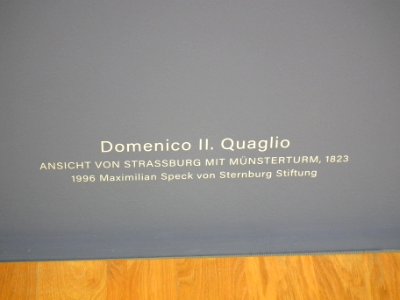 Domenico II. Quaglio
ANSICHT VON STRASSBURG MIT MÜNSTERTURM, 1823
1996 Maximilian Speck von Sternburg Stiftung